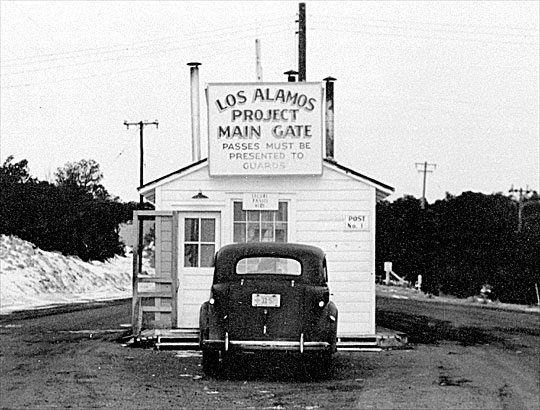 LOS ALAMOS
PROJECT
MAIN GATE
PASSES MUST BE
PRESENTED TO
GUARDS
POST
No. 1